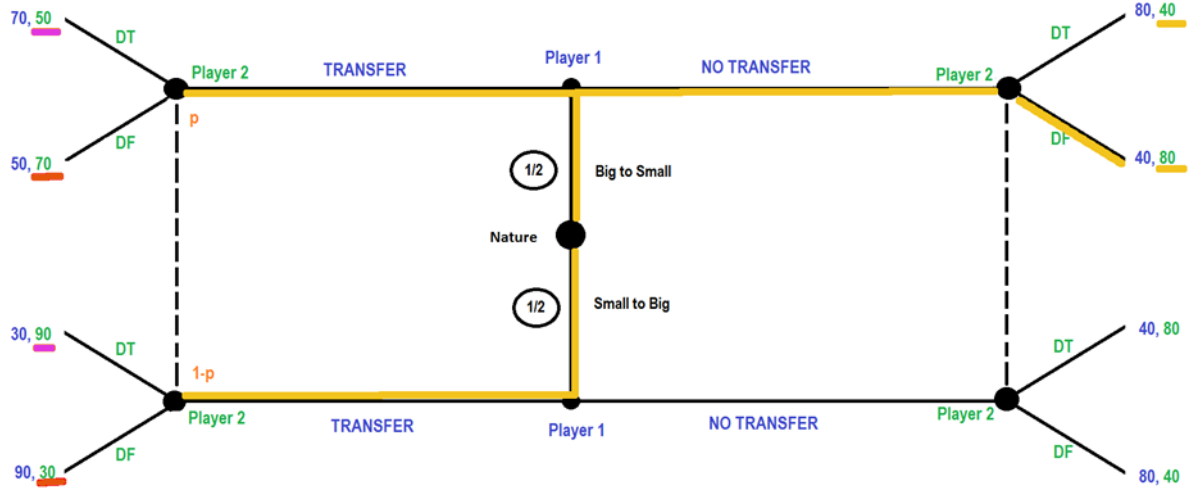 70, 50
DT
Player 2
TRANSFER
Player 1
NO TRANSFER
Player 2
80, 40
DT
p
DF
50, 70
1/2
Big to Small
DF
40, 80
Nature
1/2
Small to Big
30, 90
DT
1-p
Player 2
TRANSFER
Player 1
NO TRANSFER
Player 2
40, 80
DT
DF
90, 30
DF
80, 40